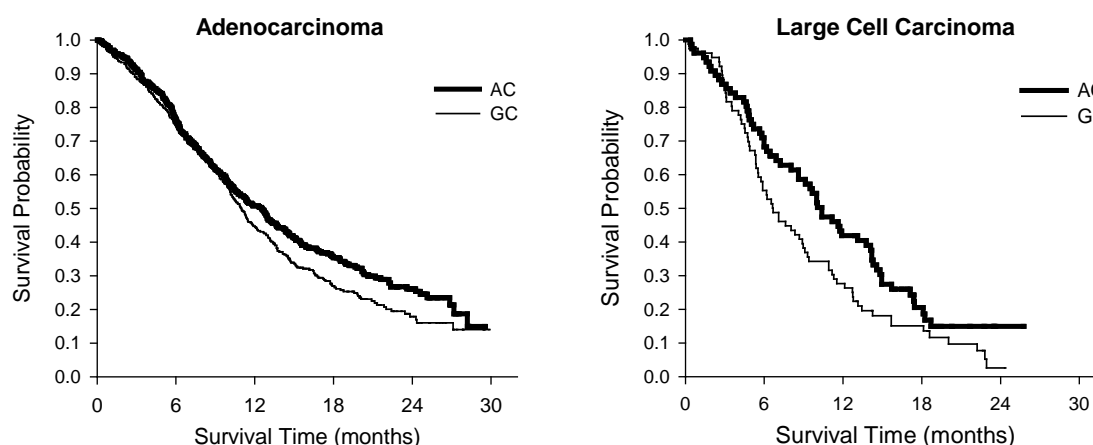 Adenocarcinoma
1.0
0.9
0.8
0.7
0.6
0.5
0.4
0.3
0.2
0.1
0.0
Survival Probability
AC
GC
0 6 12 18 24 30
Survival Time (months)
Large Cell Carcinoma
1.0
0.9
0.8
0.7
0.6
0.5
0.4
0.3
0.2
0.1
0.0
Survival Probability
0 6 12 18 24 30
Survival Time (months)